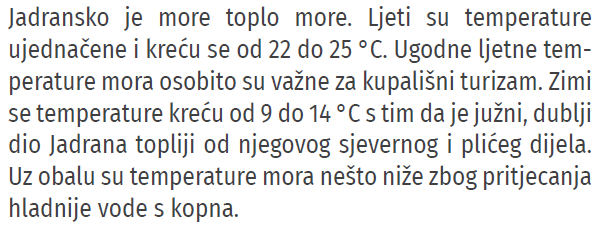 Jadransko je more toplo more. Ljeti su temperature
ujednačene i kreću se od 22 do 25 °C. Ugodne ljetne tem-
perature mora osobito su važne za kupališni turizam. Zimi
se temperature kreću od 9 do 14 °C s tim da je južni, dublji
dio Jadrana topliji od njegovog sjevernog i plićeg dijela.
Uz obalu su temperature mora nešto niže zbog pritjecanja
hladnije vode s kopna.